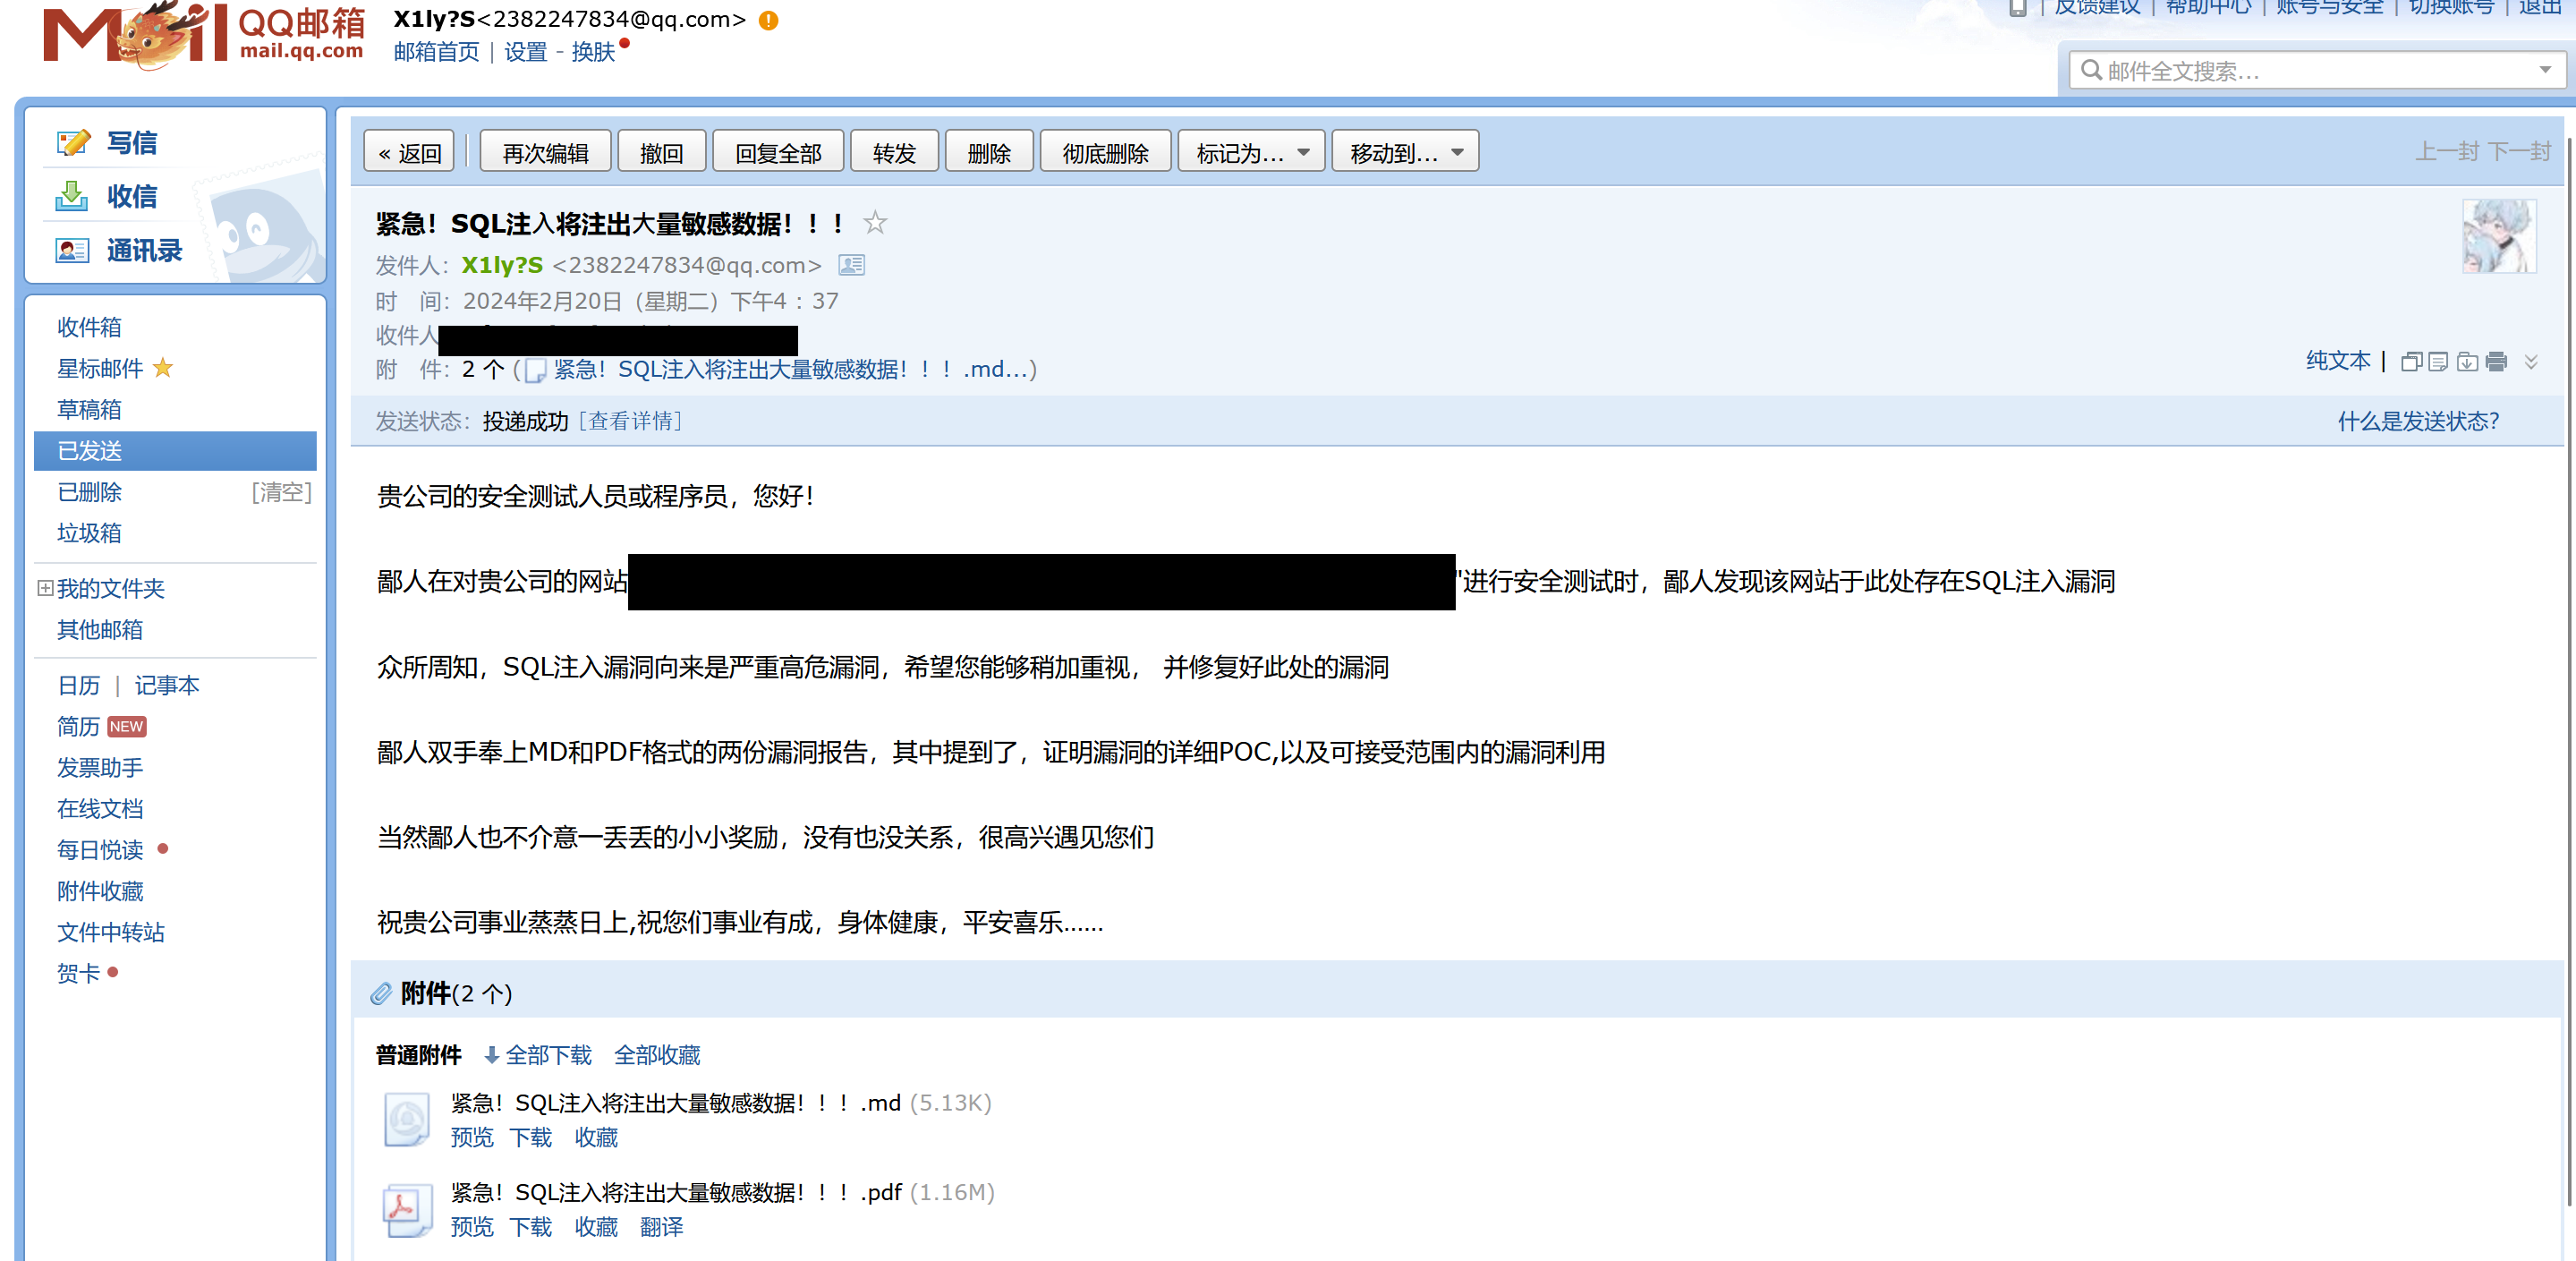 Mail QQ邮箱 mail.qq.com
X1ly?S<2382247834@qq.com>
邮箱首页 | 设置 - 换肤
| 反馈建议 | 帮助中心 | 账号与安全 | 切换账号 | 退出
邮件全文搜索...
写信
收信
通讯录
收件箱
星标邮件
草稿箱
已发送
已删除 [清空]
垃圾箱
我的文件夹
其他邮箱
日历 | 记事本
简历 NEW
发票助手
在线文档
每日悦读
附件收藏
文件中转站
贺卡
« 返回 再次编辑 撤回 回复全部 转发 删除 彻底删除 标记为... 移动到... 上一封 下一封
紧急！SQL注入将注出大量敏感数据！！！
发件人：X1ly?S <2382247834@qq.com>
时 间：2024年2月20日（星期二）下午4：37
收件人
附 件：2 个 (紧急！SQL注入将注出大量敏感数据！！！.md...)
纯文本 |
发送状态：投递成功 [查看详情] 什么是发送状态?
贵公司的安全测试人员或程序员，您好！
鄙人在对贵公司的网站 "进行安全测试时，鄙人发现该网站于此处存在SQL注入漏洞
众所周知，SQL注入漏洞向来是严重高危漏洞，希望您能够稍加重视， 并修复好此处的漏洞
鄙人双手奉上MD和PDF格式的两份漏洞报告，其中提到了，证明漏洞的详细POC,以及可接受范围内的漏洞利用
当然鄙人也不介意一丢丢的小小奖励，没有也没关系，很高兴遇见您们
祝贵公司事业蒸蒸日上,祝您们事业有成，身体健康，平安喜乐......
附件(2 个)
普通附件 全部下载 全部收藏
紧急！SQL注入将注出大量敏感数据！！！.md (5.13K)
预览 下载 收藏
紧急！SQL注入将注出大量敏感数据！！！.pdf (1.16M)
预览 下载 收藏 翻译